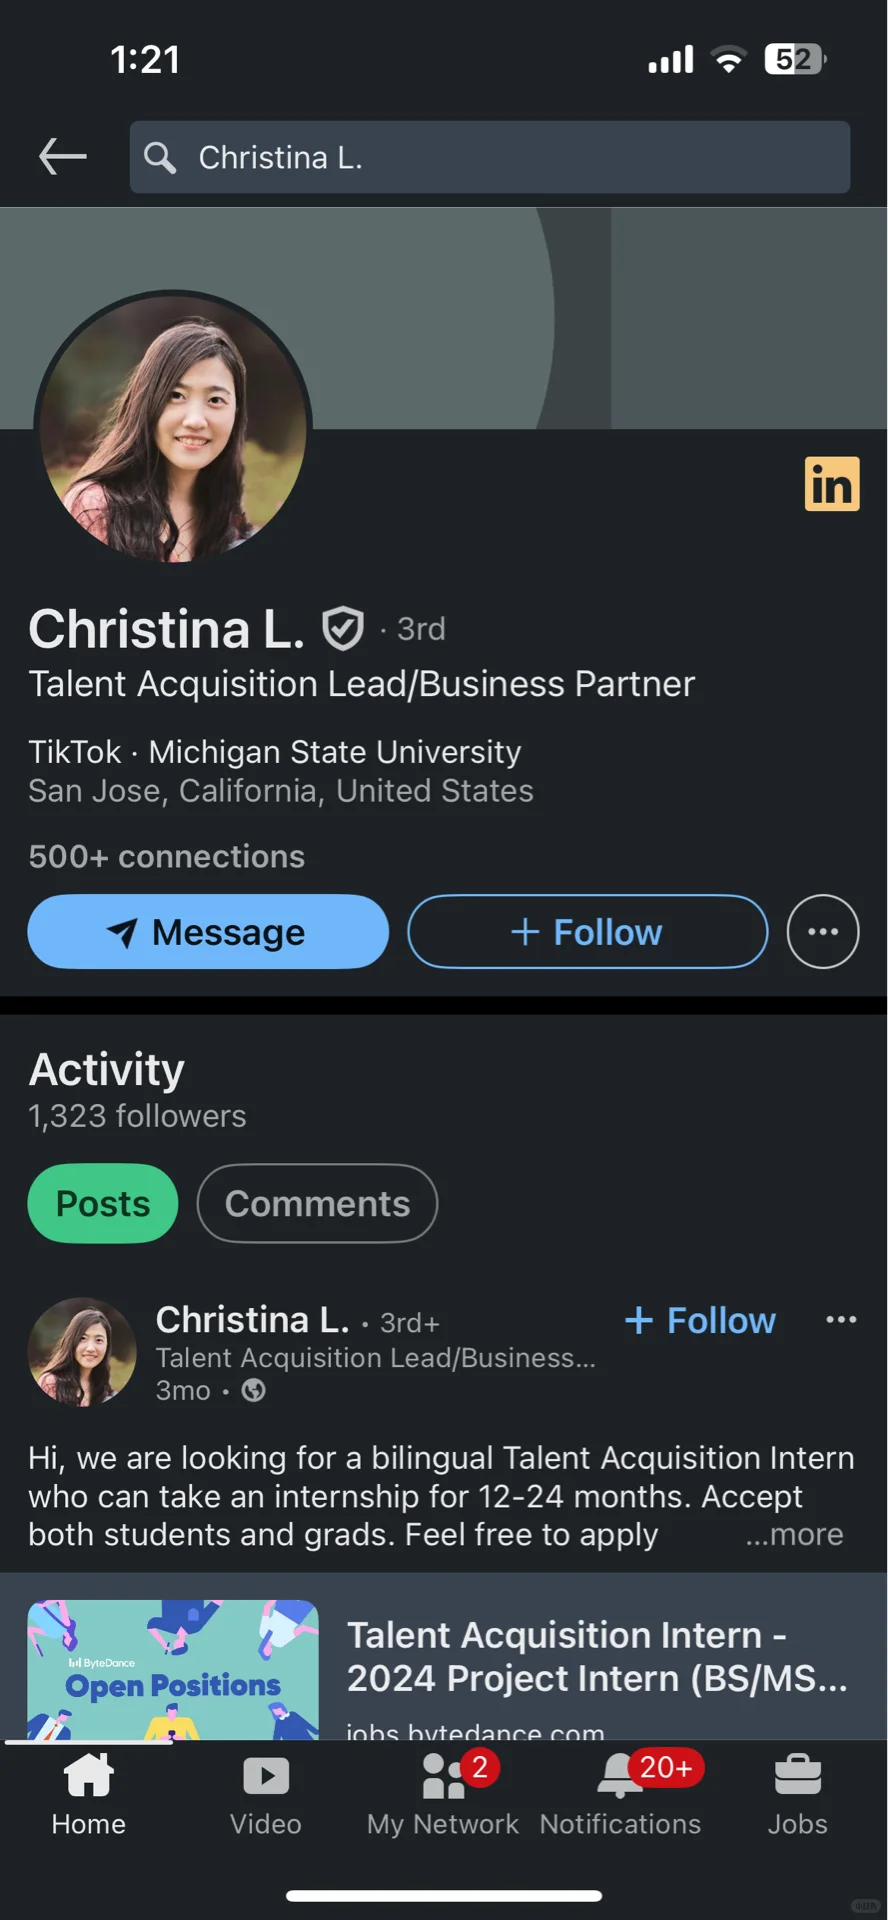 1:21
52
Christina L.
in
Christina L. · 3rd
Talent Acquisition Lead/Business Partner
TikTok · Michigan State University
San Jose, California, United States
500+ connections
Message
+ Follow
Activity
1,323 followers
Posts
Comments
Christina L. · 3rd+
+ Follow
Talent Acquisition Lead/Business...
3mo ·
Hi, we are looking for a bilingual Talent Acquisition Intern
who can take an internship for 12-24 months. Accept
both students and grads. Feel free to apply
...more
ByteDance
Open Positions
Talent Acquisition Intern -
2024 Project Intern (BS/MS...
jobs.bytedance.com
2
20+
Home
Video
My Network
Notifications
Jobs